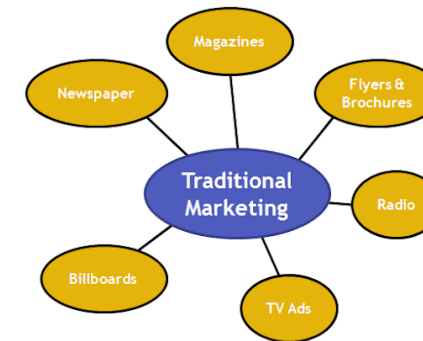 Magazines
Flyers &
Brochures
Newspaper
Traditional
Marketing
Radio
Billboards
TV Ads